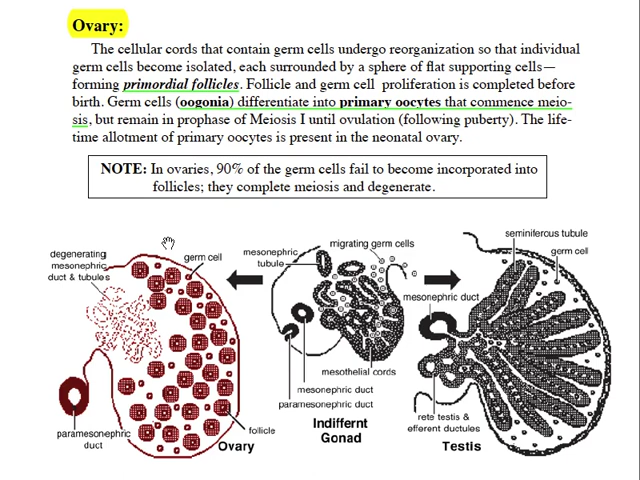 Ovary:
The cellular cords that contain germ cells undergo reorganization so that individual
germ cells become isolated, each surrounded by a sphere of flat supporting cells—
forming primordial follicles. Follicle and germ cell proliferation is completed before
birth. Germ cells (oogonia) differentiate into primary oocytes that commence meio-
sis, but remain in prophase of Meiosis I until ovulation (following puberty). The life-
time allotment of primary oocytes is present in the neonatal ovary.
NOTE: In ovaries, 90% of the germ cells fail to become incorporated into
follicles; they complete meiosis and degenerate.
degenerating
mesonephric
duct & tubules
germ cell
paramesonephric
duct
follicle
Ovary
mesonephric
tubule
migrating germ cells
mesothelial cords
mesonephric duct
paramesonephric duct
Indiffernt
Gonad
seminiferous tubule
germ cell
mesonephric duct
rete testis &
efferent ductules
Testis